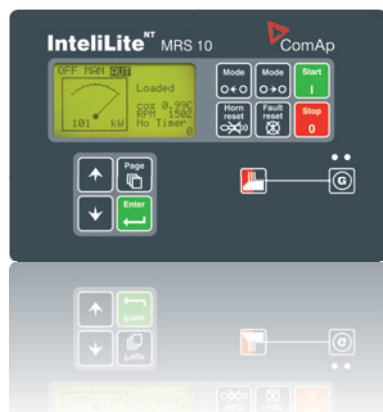 InteliLite NT MRS 10
ComAp
OFF MAN AUT
Loaded
cos 0,99C
RPM 1502
No Timer
101 kW 0
Mode Mode Start
I
Horn reset Fault reset Stop
0
Page
Enter
G